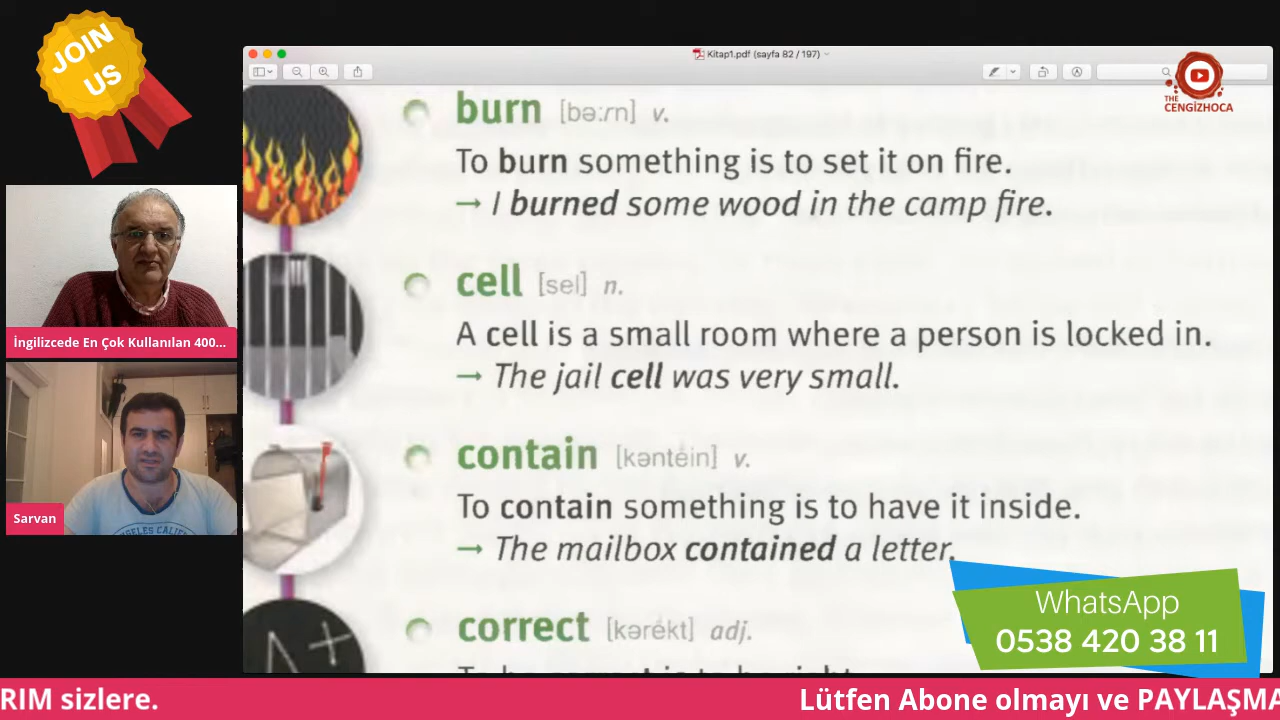 JOIN
US
Kitap1.pdf (sayfa 82 / 197)
THE
CENGİZHOCA
burn [bəːrn] v.
To burn something is to set it on fire.
→ I burned some wood in the camp fire.
cell [sel] n.
A cell is a small room where a person is locked in.
→ The jail cell was very small.
contain [kəntéin] v.
To contain something is to have it inside.
→ The mailbox contained a letter.
correct [kərékt] adj.
A+
İngilizcede En Çok Kullanılan 400...
Sarvan
WhatsApp
0538 420 38 11
RIM sizlere. Lütfen Abone olmayı ve PAYLAŞMA